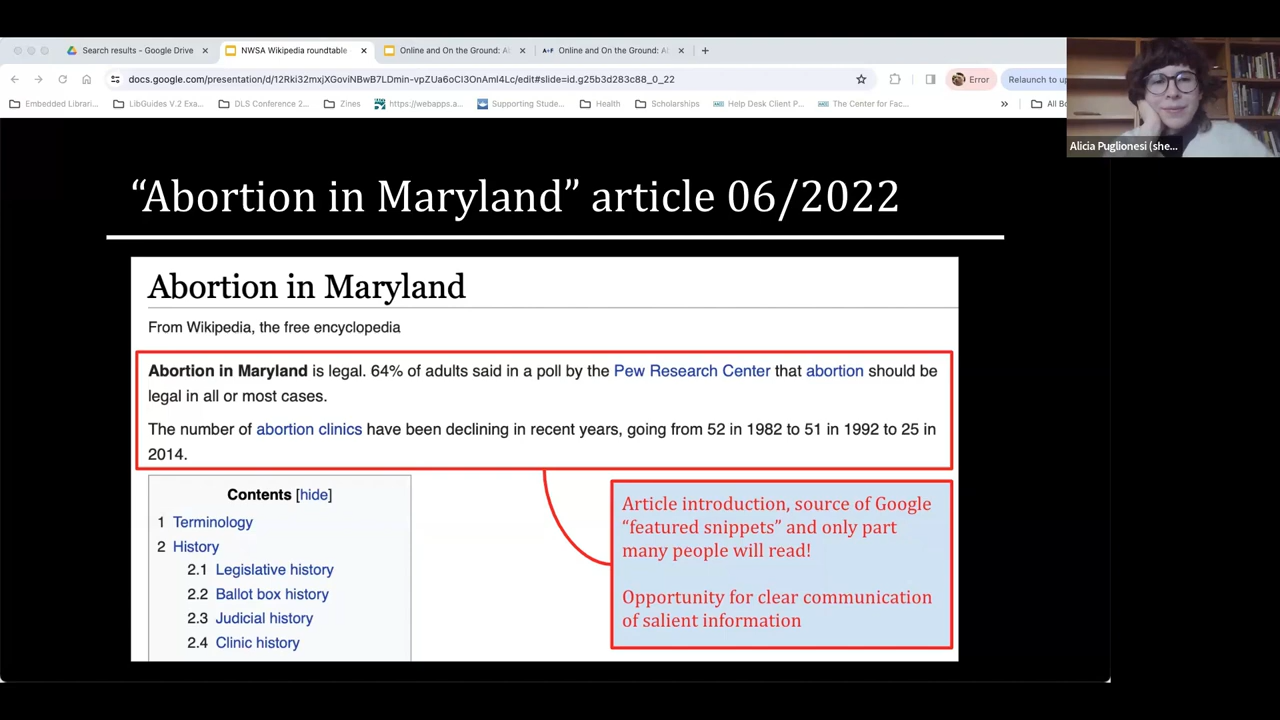 Search results - Google Drive
NWSA Wikipedia roundtable
Online and On the Ground: A
Online and On the Ground: A
docs.google.com/presentation/d/12Rki32mxjXGoviNBwB7LDmin-vpZUa6oCI3OnAml4Lc/edit#slide=id.g25b3d283c88_0_22
Error
Relaunch to u
Embedded Librari...
LibGuides V.2 Exa...
DLS Conference 2...
Zines
https://webapps.a...
Supporting Stude...
Health
Scholarships
Help Desk Client P...
The Center for Fac...
»
All Bo
Alicia Puglionesi (she...
“Abortion in Maryland” article 06/2022
Abortion in Maryland
From Wikipedia, the free encyclopedia
Abortion in Maryland is legal. 64% of adults said in a poll by the Pew Research Center that abortion should be
legal in all or most cases.
The number of abortion clinics have been declining in recent years, going from 52 in 1982 to 51 in 1992 to 25 in
2014.
Contents [hide]
1 Terminology
2 History
2.1 Legislative history
2.2 Ballot box history
2.3 Judicial history
2.4 Clinic history
Article introduction, source of Google
“featured snippets” and only part
many people will read!
Opportunity for clear communication
of salient information